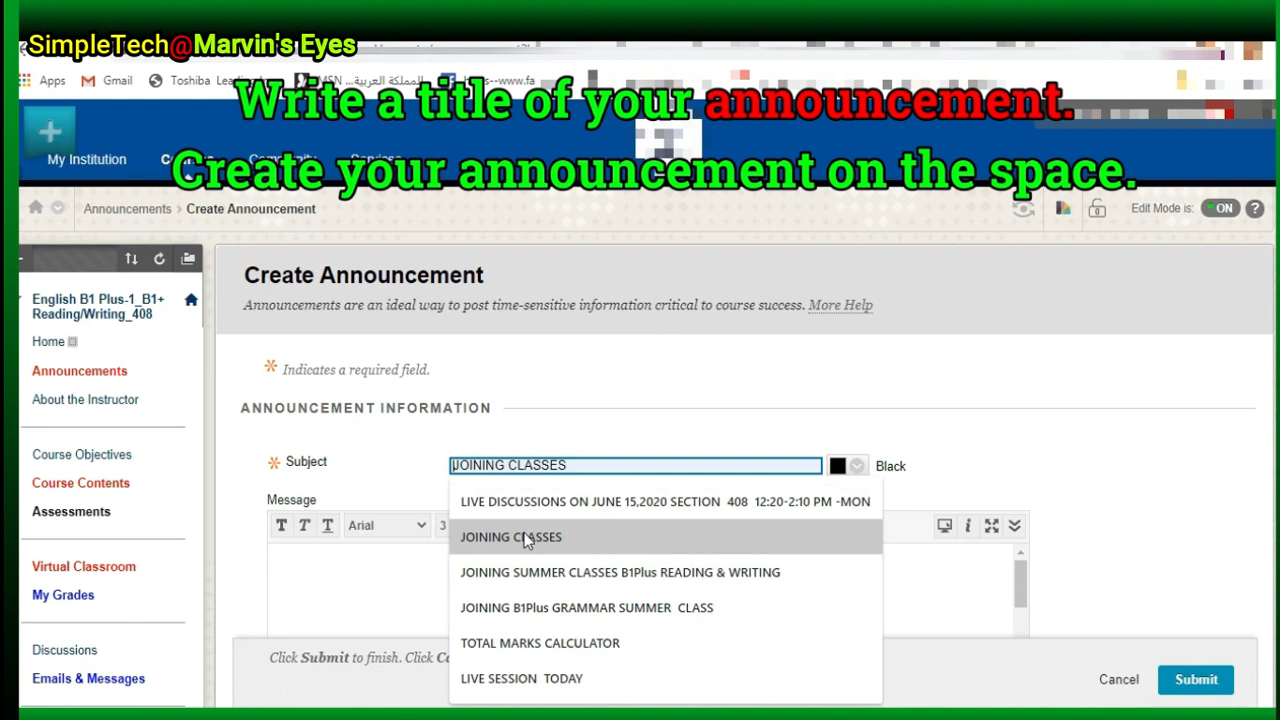 SimpleTech@Marvin's Eyes
Apps Gmail Toshiba MSN المملكة العربية...
Write a title of your announcement.
My Institution
Create your announcement on the space.
Announcements › Create Announcement Edit Mode is: ON ?
Create Announcement
Announcements are an ideal way to post time-sensitive information critical to course success. More Help
English B1 Plus-1_B1+
Reading/Writing_408
Home
Announcements
About the Instructor
Course Objectives
Course Contents
Assessments
Virtual Classroom
My Grades
Discussions
Emails & Messages
Indicates a required field.
ANNOUNCEMENT INFORMATION
Subject JOINING CLASSES Black
LIVE DISCUSSIONS ON JUNE 15,2020 SECTION 408 12:20-2:10 PM -MON
Message
T T T Arial 3
JOINING CLASSES
JOINING SUMMER CLASSES B1Plus READING & WRITING
JOINING B1Plus GRAMMAR SUMMER CLASS
TOTAL MARKS CALCULATOR
LIVE SESSION TODAY
Click Submit to finish. Click
Cancel Submit